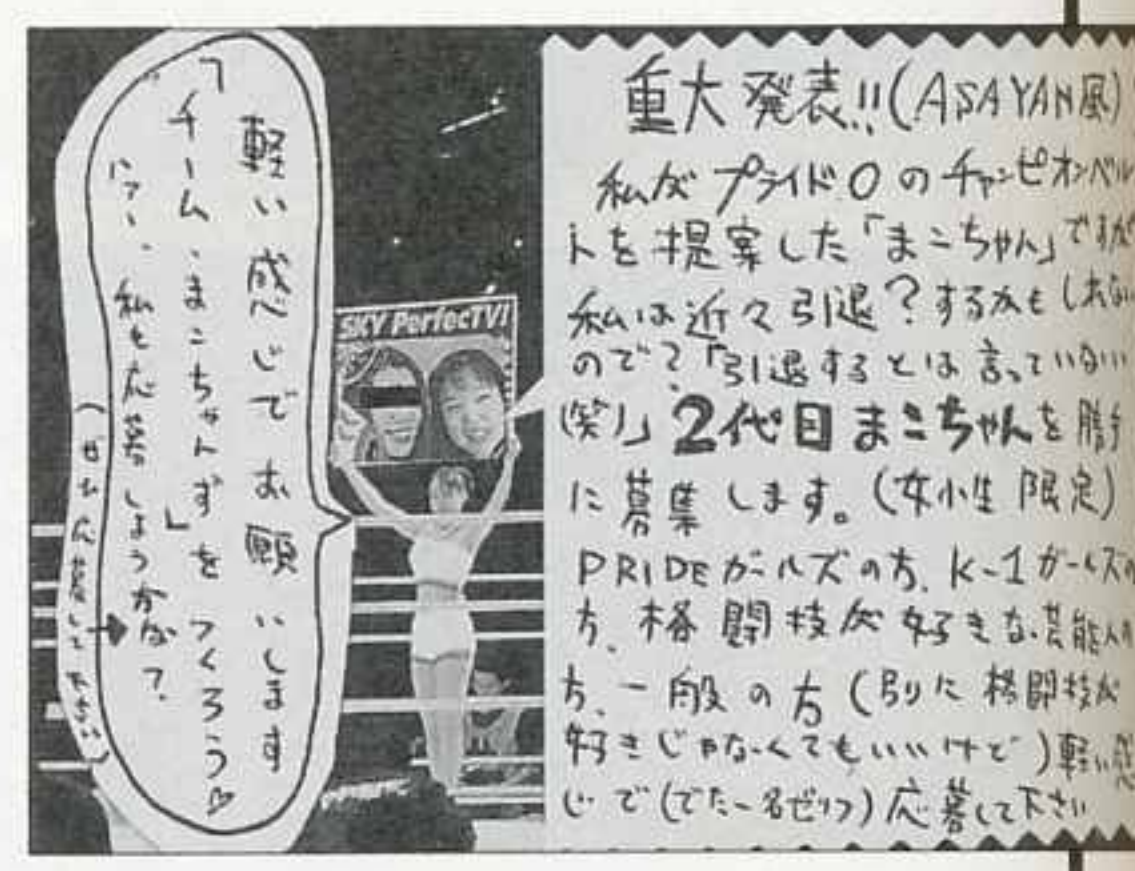 重大発表!!(ASAYAN風)
私がプライド0のチャンピオンベル
トを提案した「まこちゃん」ですが
私は近々引退?するかもしれない
ので?「引退するとは言っていない
(笑)」2代目まこちゃんを勝手
に募集します。(女性限定)
PRIDEガールズの方、K-1ガールズの
方、格闘技が好きな芸能人の
方、一般の方(別に格闘技が
好きじゃなくてもいいけど)軽い感
じで(でたー名ゼリフ)応募して下さい
SKY PerfecTV!
軽い感じでお願いします
「チーム・まこちゃんず」をつくろう♡
私も応募しようかなって。
(ぜひ応募して下さい)